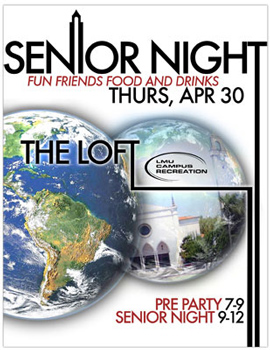 SENIOR NIGHT
FUN FRIENDS FOOD AND DRINKS
THURS, APR 30
THE LOFT
LMU
CAMPUS
RECREATION
PRE PARTY 7-9
SENIOR NIGHT 9-12